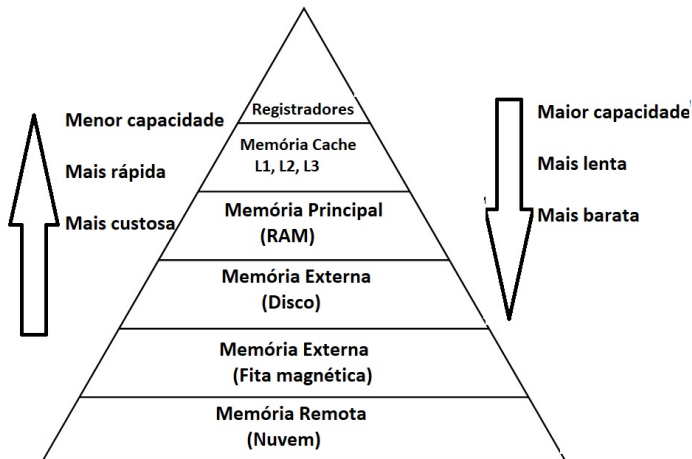 Registradores
Memória Cache
L1, L2, L3
Memória Principal
(RAM)
Memória Externa
(Disco)
Memória Externa
(Fita magnética)
Memória Remota
(Nuvem)
Menor capacidade
Mais rápida
Mais custosa
Maior capacidade
Mais lenta
Mais barata